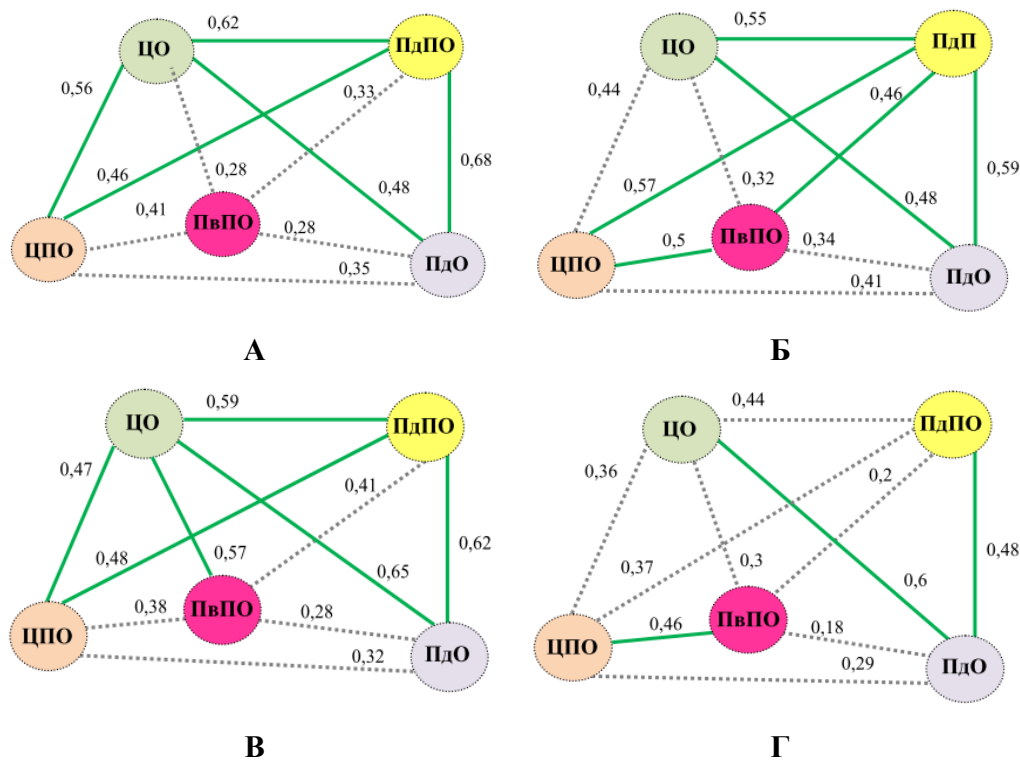 0,62
ЦО
ПдПО
0,56
0,33
0,68
0,46
0,28
0,48
0,41
ПвПО
0,28
ЦПО
0,35
ПдО
А
0,55
ЦО
ПдП
0,44
0,46
0,57
0,32
0,48
0,59
0,5
ПвПО
0,34
ЦПО
0,41
ПдО
Б
0,59
ЦО
ПдПО
0,47
0,41
0,48
0,57
0,65
0,62
0,38
ПвПО
0,28
ЦПО
0,32
ПдО
В
0,44
ЦО
ПдПО
0,36
0,2
0,37
0,3
0,6
0,48
0,46
ПвПО
0,18
ЦПО
0,29
ПдО
Г